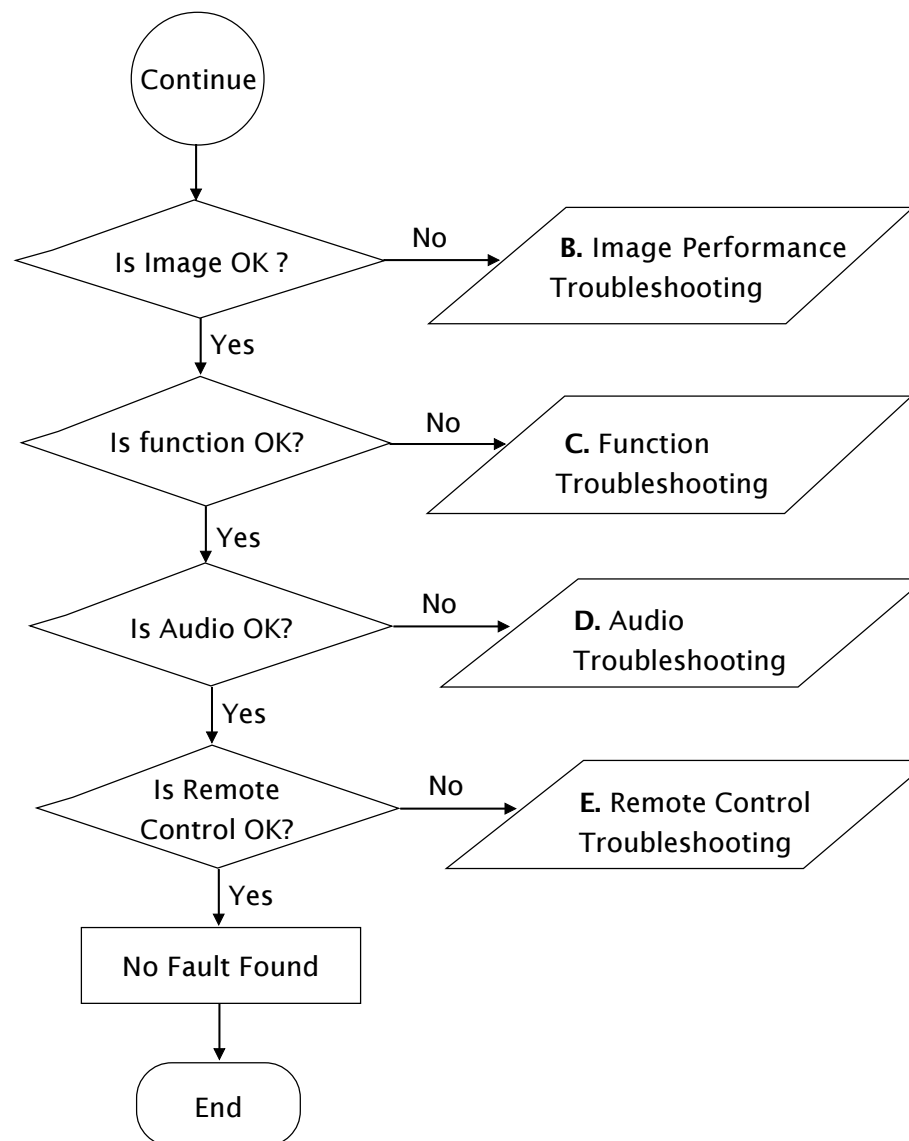 Continue
Is Image OK ?
No
B. Image Performance
Troubleshooting
Yes
Is function OK?
No
C. Function
Troubleshooting
Yes
Is Audio OK?
No
D. Audio
Troubleshooting
Yes
Is Remote
Control OK?
No
E. Remote Control
Troubleshooting
Yes
No Fault Found
End